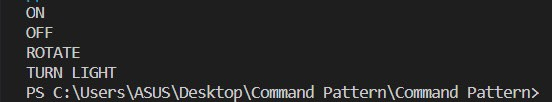 ON
OFF
ROTATE
TURN LIGHT
PS C:\Users\ASUS\Desktop\Command Pattern\Command Pattern>